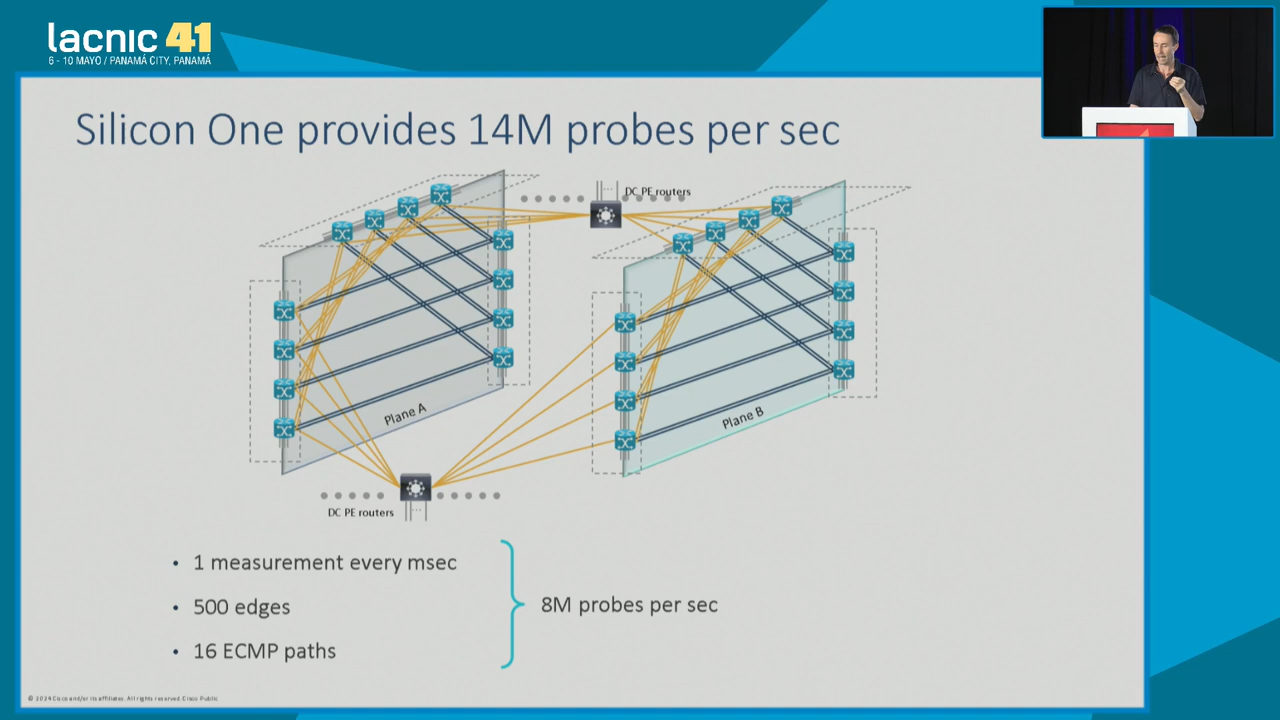 lacnic 41
6 - 10 MAYO / PANAMÁ CITY, PANAMÁ
Silicon One provides 14M probes per sec
DC PE routers
Plane A
Plane B
DC PE routers
• 1 measurement every msec
• 500 edges
• 16 ECMP paths
8M probes per sec
© 2024 Cisco and/or its affiliates. All rights reserved. Cisco Public